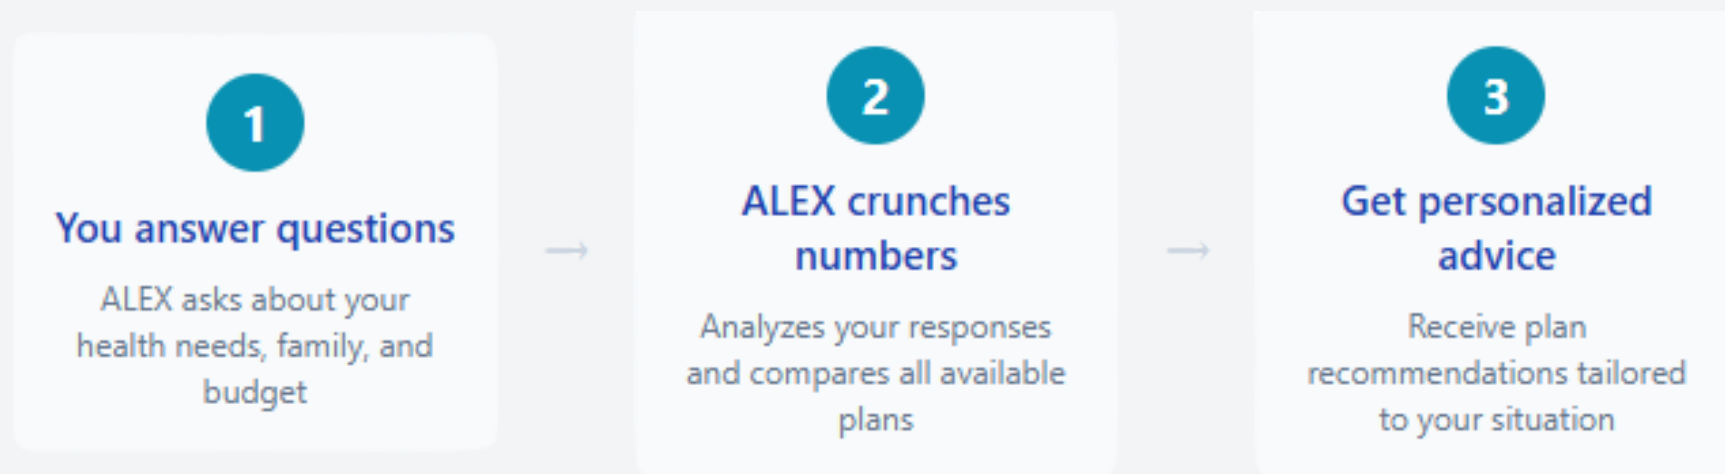 1
You answer questions
ALEX asks about your
health needs, family, and
budget
→
2
ALEX crunches
numbers
Analyzes your responses
and compares all available
plans
→
3
Get personalized
advice
Receive plan
recommendations tailored
to your situation